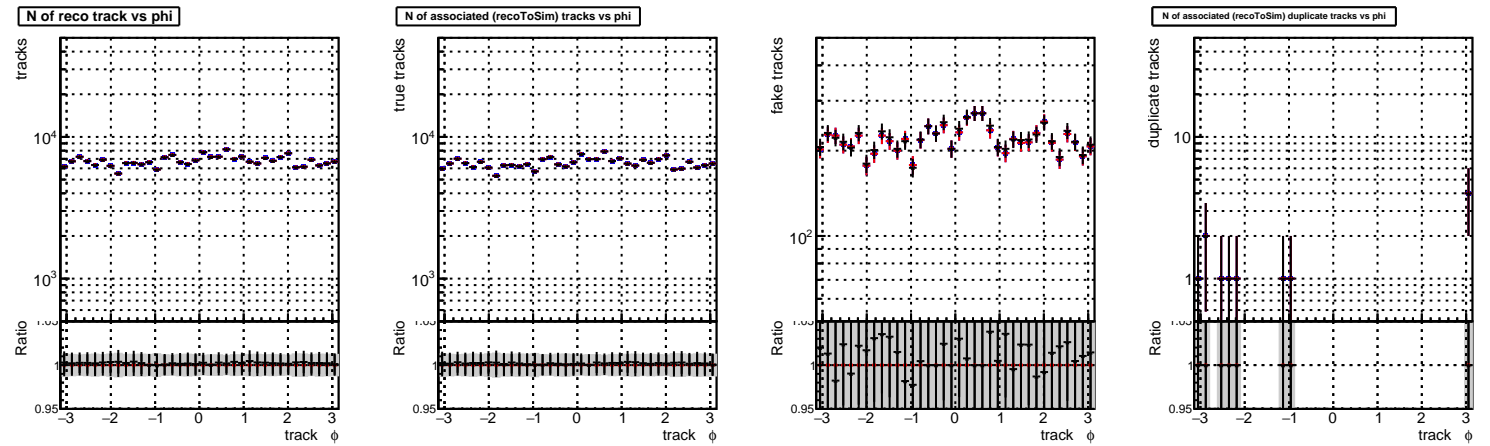 N of reco track vs phi
tracks
10^4
10^3
Ratio
1
0.95
−3 −2 −1 0 1 2 3
track ϕ
N of associated (recoToSim) tracks vs phi
true tracks
10^4
10^3
Ratio
1
0.95
−3 −2 −1 0 1 2 3
track ϕ
fake tracks
10^2
Ratio
1
0.95
−3 −2 −1 0 1 2 3
track ϕ
N of associated (recoToSim) duplicate tracks vs phi
duplicate tracks
10
1
Ratio
1
0.95
−3 −2 −1 0 1 2 3
track ϕ